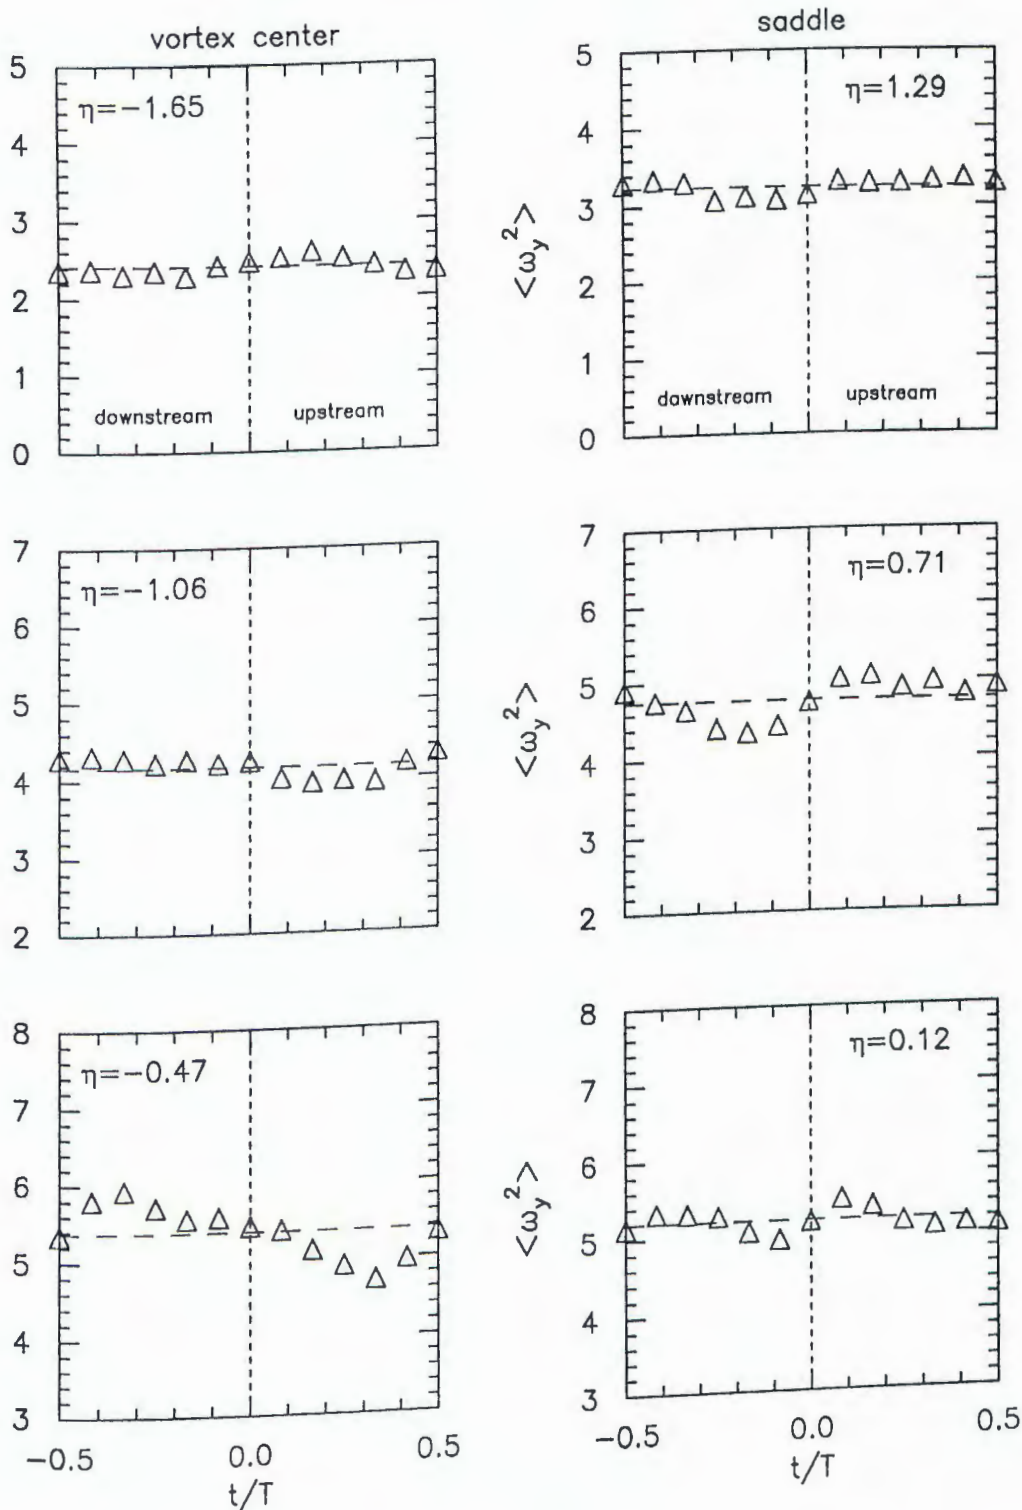 vortex center
saddle
5
4
3
2
1
0
η=−1.65
downstream
upstream
<ω_y^2>
5
4
3
2
1
0
η=1.29
downstream
upstream
7
6
5
4
3
2
η=−1.06
<ω_y^2>
7
6
5
4
3
2
η=0.71
8
7
6
5
4
3
η=−0.47
−0.5
0.0
0.5
t/T
<ω_y^2>
8
7
6
5
4
3
η=0.12
−0.5
0.0
0.5
t/T